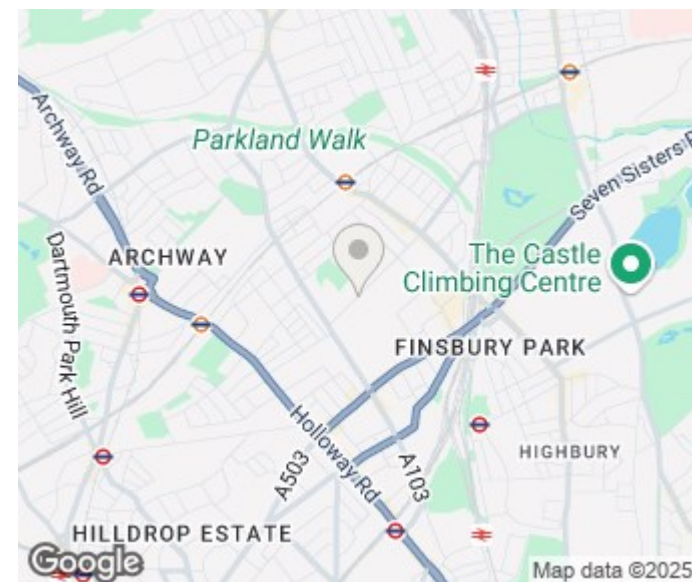 Archway Rd
Parkland Walk
Seven Sisters R
ARCHWAY
Dartmouth Park Hill
The Castle
Climbing Centre
FINSBURY PARK
Holloway Rd
A503
A103
HIGHBURY
HILLDROP ESTATE
Google
Map data ©2025